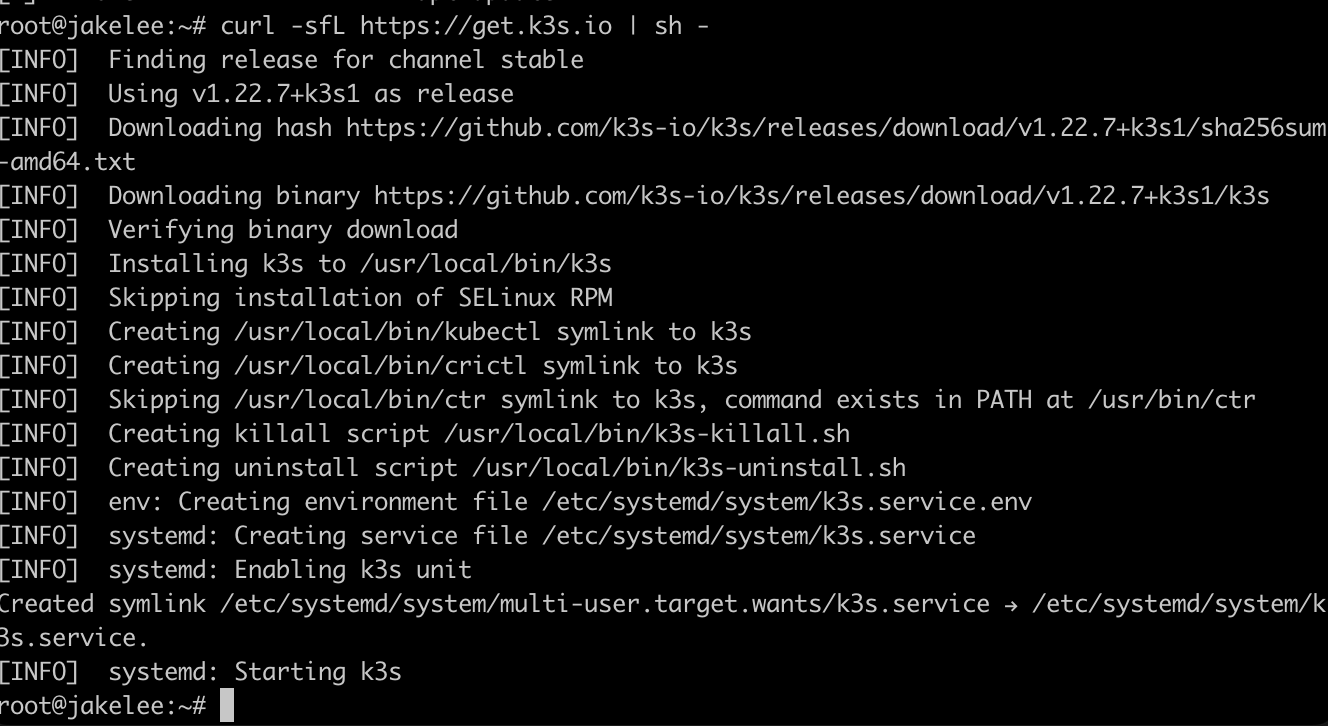 root@jakelee:~# curl -sfL https://get.k3s.io | sh -
[INFO]  Finding release for channel stable
[INFO]  Using v1.22.7+k3s1 as release
[INFO]  Downloading hash https://github.com/k3s-io/k3s/releases/download/v1.22.7+k3s1/sha256sum
-amd64.txt
[INFO]  Downloading binary https://github.com/k3s-io/k3s/releases/download/v1.22.7+k3s1/k3s
[INFO]  Verifying binary download
[INFO]  Installing k3s to /usr/local/bin/k3s
[INFO]  Skipping installation of SELinux RPM
[INFO]  Creating /usr/local/bin/kubectl symlink to k3s
[INFO]  Creating /usr/local/bin/crictl symlink to k3s
[INFO]  Skipping /usr/local/bin/ctr symlink to k3s, command exists in PATH at /usr/bin/ctr
[INFO]  Creating killall script /usr/local/bin/k3s-killall.sh
[INFO]  Creating uninstall script /usr/local/bin/k3s-uninstall.sh
[INFO]  env: Creating environment file /etc/systemd/system/k3s.service.env
[INFO]  systemd: Creating service file /etc/systemd/system/k3s.service
[INFO]  systemd: Enabling k3s unit
Created symlink /etc/systemd/system/multi-user.target.wants/k3s.service → /etc/systemd/system/k
3s.service.
[INFO]  systemd: Starting k3s
root@jakelee:~#